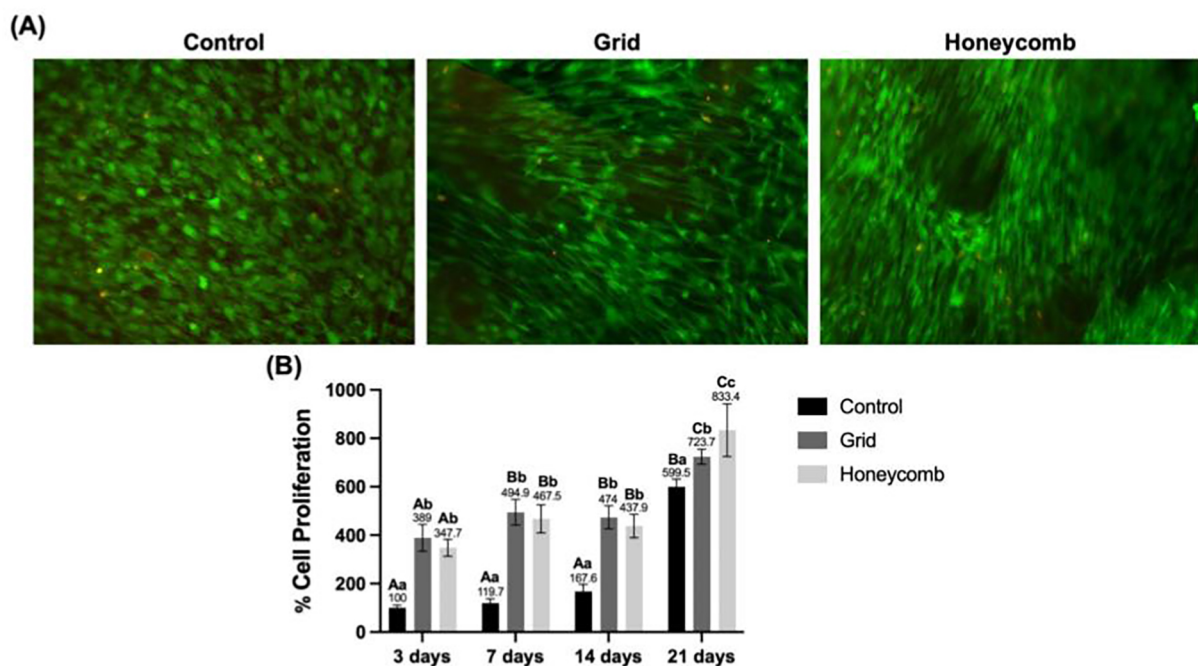 (A)
Control
Grid
Honeycomb
(B)
% Cell Proliferation
1000
800
600
400
200
0
Aa
100
Ab
389
Ab
347.7
Aa
119.7
Bb
494.9
Bb
467.5
Aa
167.6
Bb
474
Bb
437.9
Ba
599.5
Cb
723.7
Cc
833.4
3 days
7 days
14 days
21 days
Control
Grid
Honeycomb